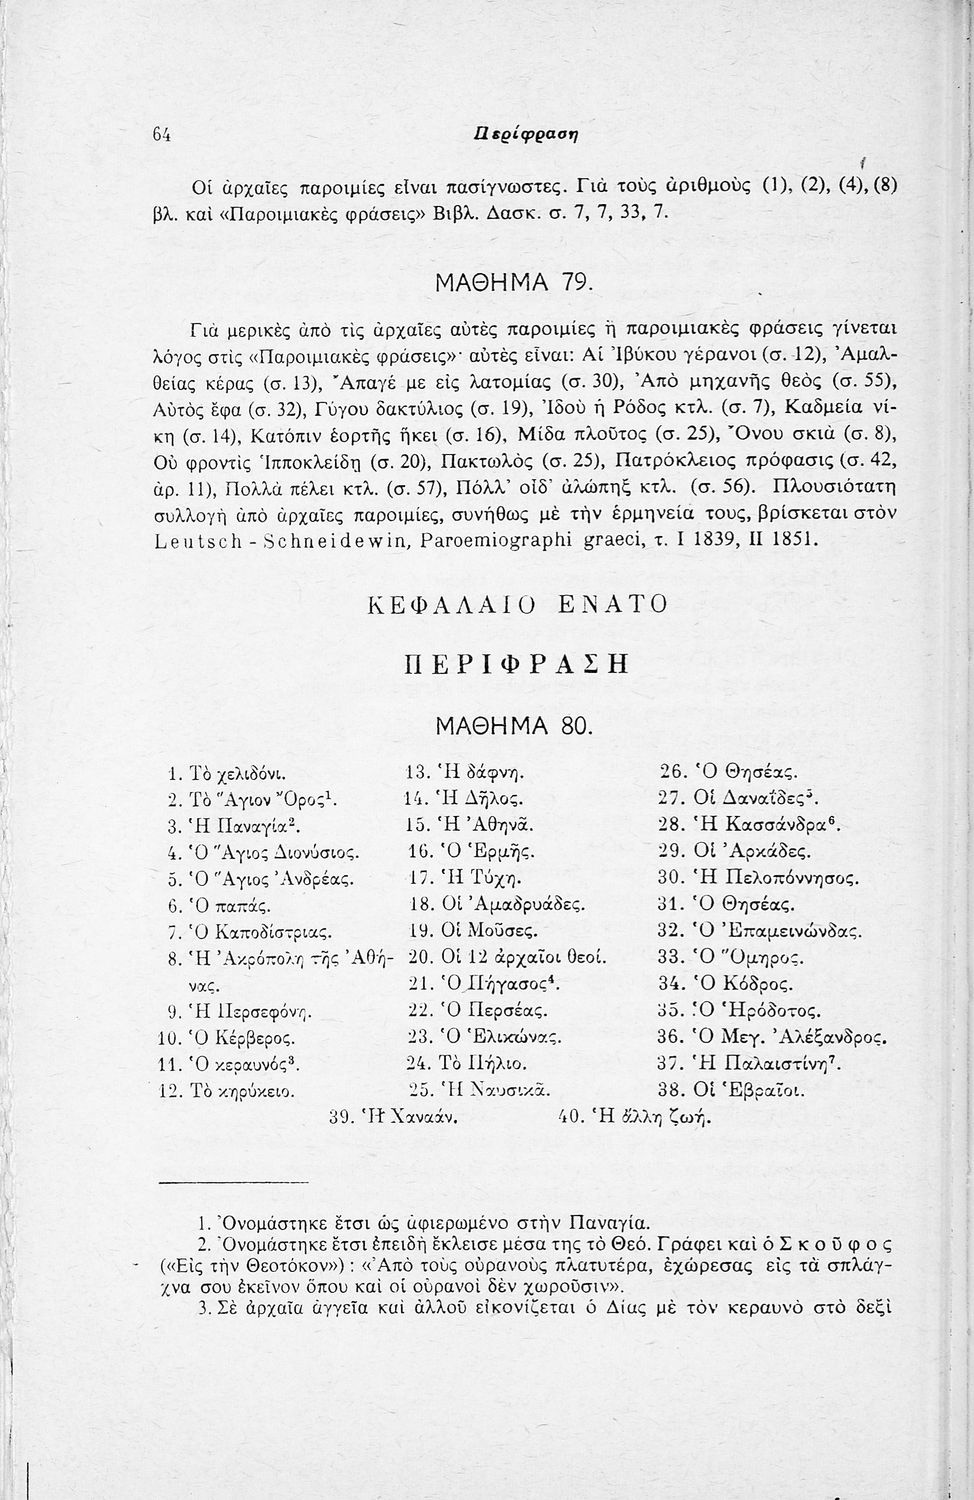 64 Περίφραση
Οἱ ἀρχαῖες παροιμίες εἶναι πασίγνωστες. Γιὰ τοὺς ἀριθμοὺς (1), (2), (4), (8)
βλ. καὶ «Παροιμιακὲς φράσεις» Βιβλ. Δασκ. σ. 7, 7, 33, 7.
ΜΑΘΗΜΑ 79.
Γιὰ μερικὲς ἀπὸ τὶς ἀρχαῖες αὐτὲς παροιμίες ἢ παροιμιακὲς φράσεις γίνεται
λόγος στὶς «Παροιμιακὲς φράσεις»· αὐτὲς εἶναι: Αἱ Ἰβύκου γέρανοι (σ. 12), Ἀμαλ-
θείας κέρας (σ. 13), Ἄπαγέ με εἰς λατομίας (σ. 30), Ἀπὸ μηχανῆς θεὸς (σ. 55),
Αὐτὸς ἔφα (σ. 32), Γύγου δακτύλιος (σ. 19), Ἰδοὺ ἡ Ρόδος κτλ. (σ. 7), Καδμεία νί-
κη (σ. 14), Κατόπιν ἑορτῆς ἥκει (σ. 16), Μίδα πλοῦτος (σ. 25), Ὄνου σκιὰ (σ. 8),
Οὐ φροντὶς Ἱπποκλείδῃ (σ. 20), Πακτωλὸς (σ. 25), Πατρόκλειος πρόφασις (σ. 42,
ἀρ. 11), Πολλὰ πέλει κτλ. (σ. 57), Πόλλ’ οἶδ’ ἀλώπηξ κτλ. (σ. 56). Πλουσιότατη
συλλογὴ ἀπὸ ἀρχαῖες παροιμίες, συνήθως μὲ τὴν ἑρμηνεία τους, βρίσκεται στὸν
Leutsch - Schneidewin, Paroemiographi graeci, τ. I 1839, II 1851.
ΚΕΦΑΛΑΙΟ ΕΝΑΤΟ
ΠΕΡΙΦΡΑΣΗ
ΜΑΘΗΜΑ 80.
1. Τὸ χελιδόνι.
2. Τὸ Ἅγιον Ὄρος¹.
3. Ἡ Παναγία².
4. Ὁ Ἅγιος Διονύσιος.
5. Ὁ Ἅγιος Ἀνδρέας.
6. Ὁ παπάς.
7. Ὁ Καποδίστριας.
8. Ἡ Ἀκρόπολη τῆς Ἀθή-
νας.
9. Ἡ Περσεφόνη.
10. Ὁ Κέρβερος.
11. Ὁ κεραυνός³.
12. Τὸ κηρύκειο.
13. Ἡ δάφνη.
14. Ἡ Δῆλος.
15. Ἡ Ἀθηνᾶ.
16. Ὁ Ἑρμῆς.
17. Ἡ Τύχη.
18. Οἱ Ἁμαδρυάδες.
19. Οἱ Μοῦσες.
20. Οἱ 12 ἀρχαῖοι θεοί.
21. Ὁ Πήγασος⁴.
22. Ὁ Περσέας.
23. Ὁ Ἑλικώνας.
24. Τὸ Πήλιο.
25. Ἡ Ναυσικᾶ.
26. Ὁ Θησέας.
27. Οἱ Δαναΐδες⁵.
28. Ἡ Κασσάνδρα⁶.
29. Οἱ Ἀρκάδες.
30. Ἡ Πελοπόννησος.
31. Ὁ Θησέας.
32. Ὁ Ἐπαμεινώνδας.
33. Ὁ Ὅμηρος.
34. Ὁ Κόδρος.
35. Ὁ Ἡρόδοτος.
36. Ὁ Μεγ. Ἀλέξανδρος.
37. Ἡ Παλαιστίνη⁷.
38. Οἱ Ἑβραῖοι.
39. Ἡ Χαναάν. 40. Ἡ ἄλλη ζωή.
1. Ὀνομάστηκε ἔτσι ὡς ἀφιερωμένο στὴν Παναγία.
2. Ὀνομάστηκε ἔτσι ἐπειδὴ ἔκλεισε μέσα της τὸ Θεό. Γράφει καὶ ὁ Σκοῦφος
(«Εἰς τὴν Θεοτόκον») : «Ἀπὸ τοὺς οὐρανοὺς πλατυτέρα, ἐχώρεσας εἰς τὰ σπλάγ-
χνα σου ἐκεῖνον ὅπου καὶ οἱ οὐρανοὶ δὲν χωροῦσιν».
3. Σὲ ἀρχαῖα ἀγγεῖα καὶ ἀλλοῦ εἰκονίζεται ὁ Δίας μὲ τὸν κεραυνὸ στὸ δεξὶ